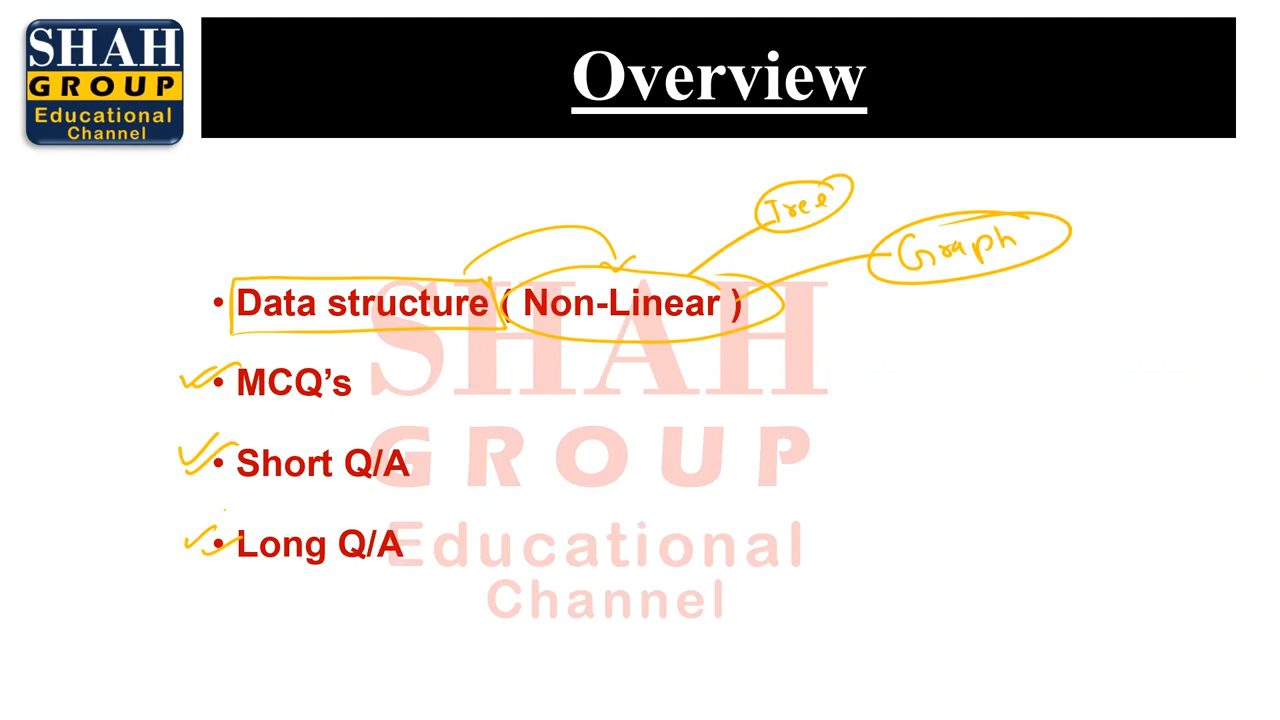 SHAH
GROUP
Educational
Channel
Overview
Tree
Graph
• Data structure ( Non-Linear )
• MCQ’s
• Short Q/A
• Long Q/A
SHAH
GROUP
Educational
Channel